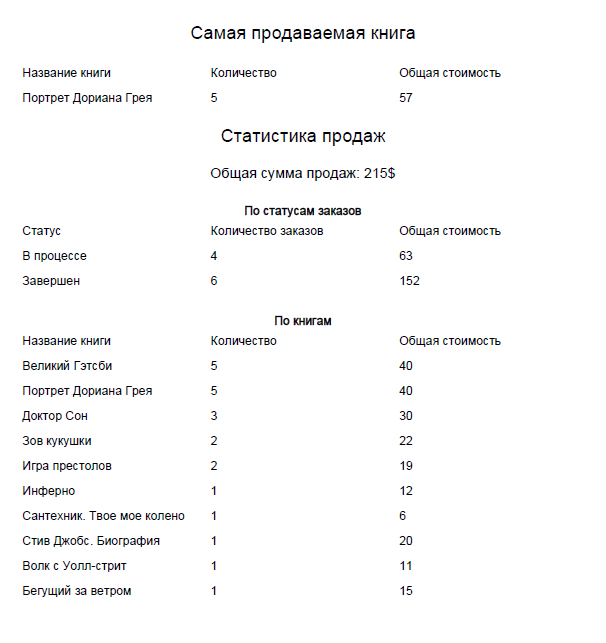 Самая продаваемая книга
Название книги Количество Общая стоимость
Портрет Дориана Грея 5 57
Статистика продаж
Общая сумма продаж: 215$
По статусам заказов
Статус Количество заказов Общая стоимость
В процессе 4 63
Завершен 6 152
По книгам
Название книги Количество Общая стоимость
Великий Гэтсби 5 40
Портрет Дориана Грея 5 40
Доктор Сон 3 30
Зов кукушки 2 22
Игра престолов 2 19
Инферно 1 12
Сантехник. Твое мое колено 1 6
Стив Джобс. Биография 1 20
Волк с Уолл-стрит 1 11
Бегущий за ветром 1 15